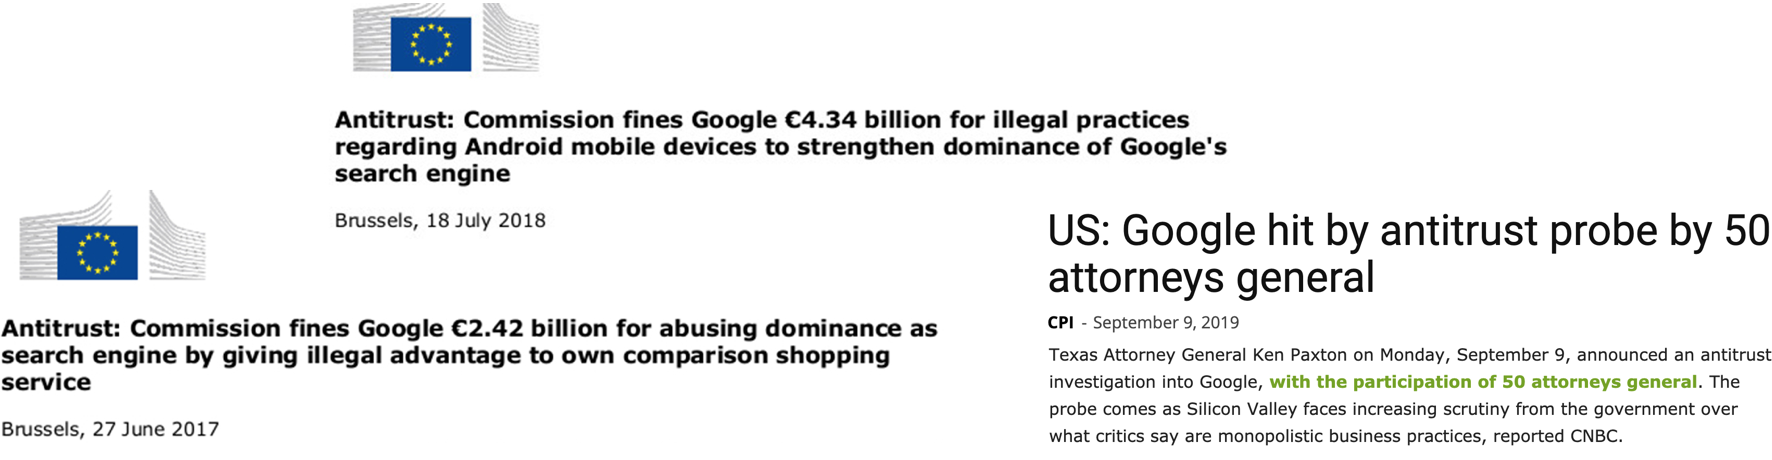 Antitrust: Commission fines Google €4.34 billion for illegal practices
regarding Android mobile devices to strengthen dominance of Google's
search engine
Brussels, 18 July 2018
Antitrust: Commission fines Google €2.42 billion for abusing dominance as
search engine by giving illegal advantage to own comparison shopping
service
Brussels, 27 June 2017
US: Google hit by antitrust probe by 50
attorneys general
CPI - September 9, 2019
Texas Attorney General Ken Paxton on Monday, September 9, announced an antitrust
investigation into Google, with the participation of 50 attorneys general. The
probe comes as Silicon Valley faces increasing scrutiny from the government over
what critics say are monopolistic business practices, reported CNBC.